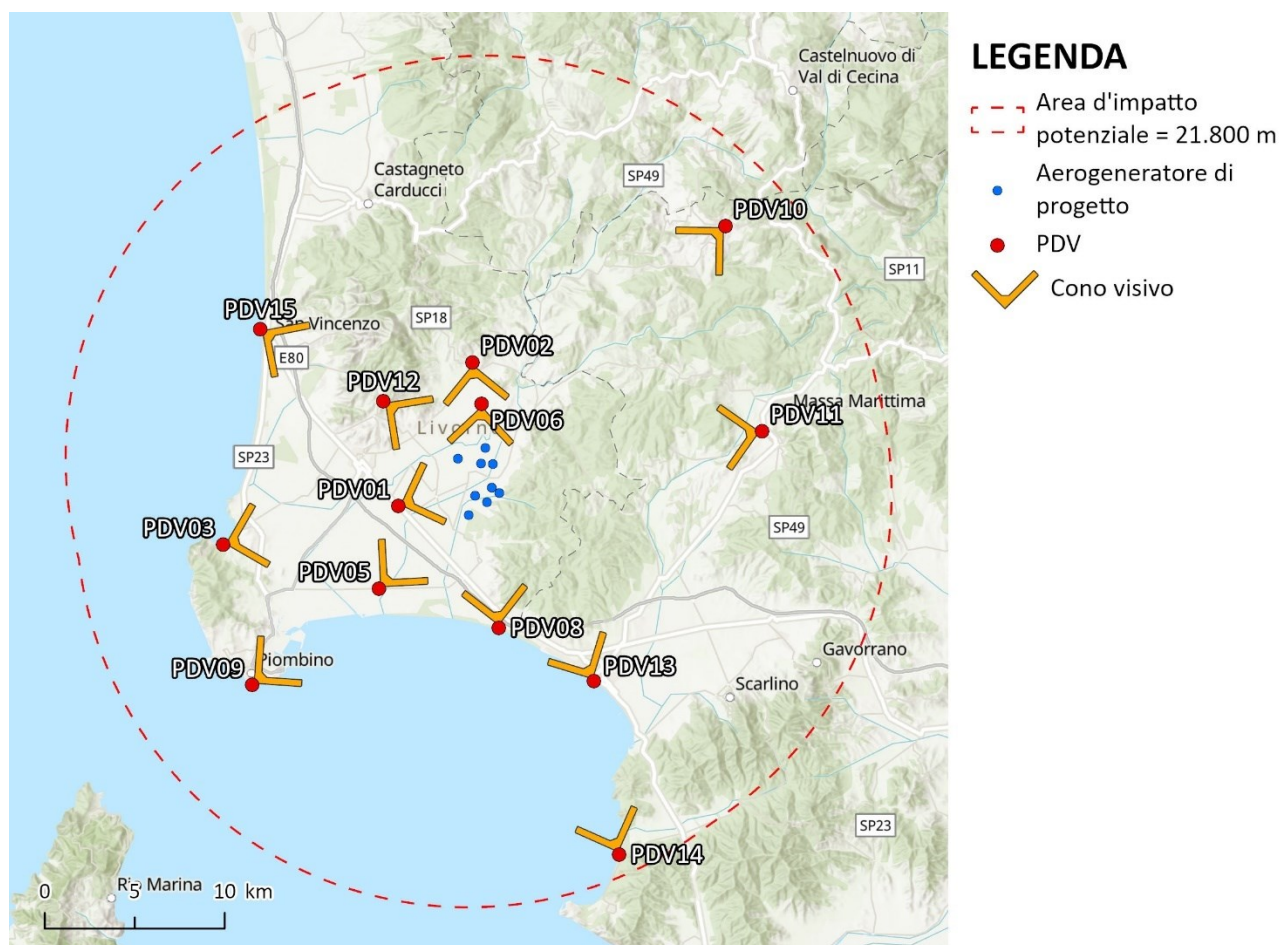 Castelnuovo di
Val di Cecina
Castagneto
Carducci
SP49
PDV10
SP11
PDV15
San Vincenzo
SP18
E80
PDV02
PDV12
Massa Marittima
PDV06
PDV11
SP23
PDV01
SP49
PDV03
PDV05
PDV08
Gavorrano
Piombino
PDV09
PDV13
Scarlino
SP23
PDV14
Marina
0 5 10 km
LEGENDA
Area d'impatto
potenziale = 21.800 m
Aerogeneratore di
progetto
PDV
Cono visivo